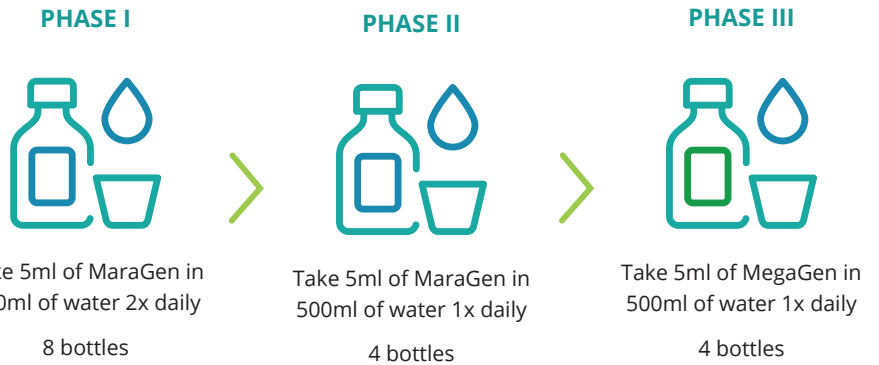 PHASE I
ke 5ml of MaraGen in
0ml of water 2x daily
8 bottles
PHASE II
Take 5ml of MaraGen in
500ml of water 1x daily
4 bottles
PHASE III
Take 5ml of MegaGen in
500ml of water 1x daily
4 bottles